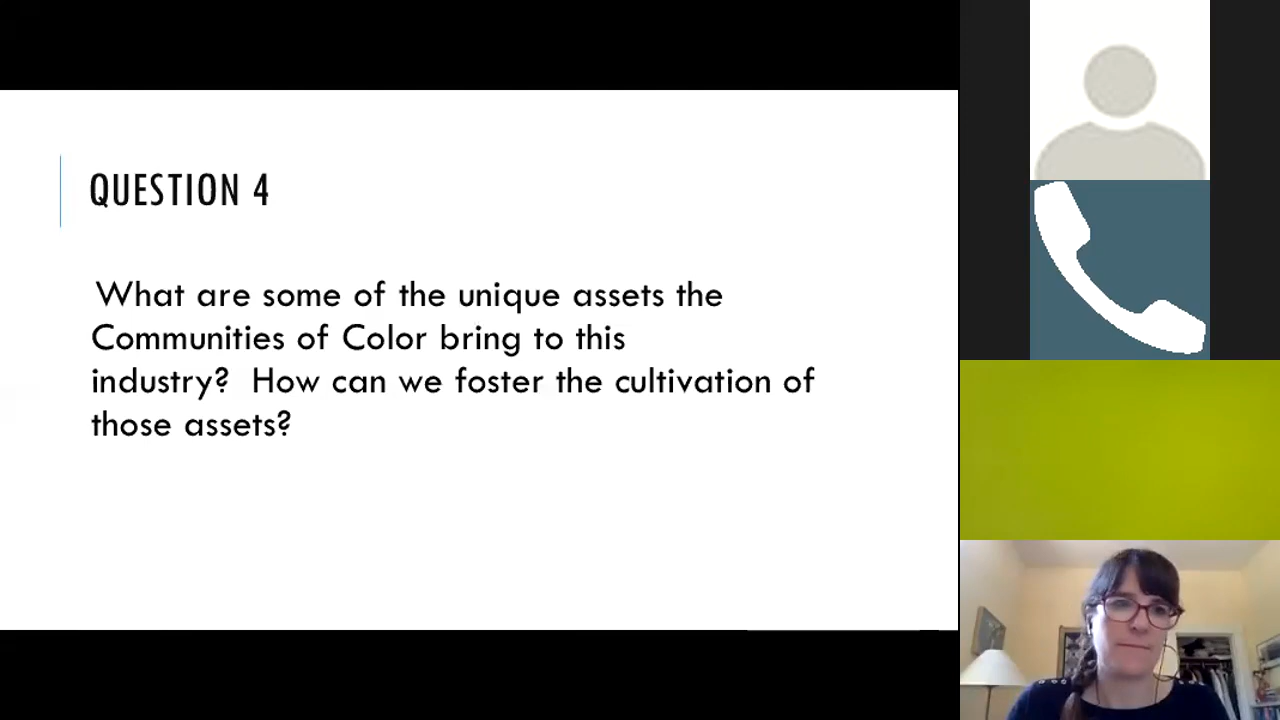 QUESTION 4
What are some of the unique assets the
Communities of Color bring to this
industry?  How can we foster the cultivation of
those assets?